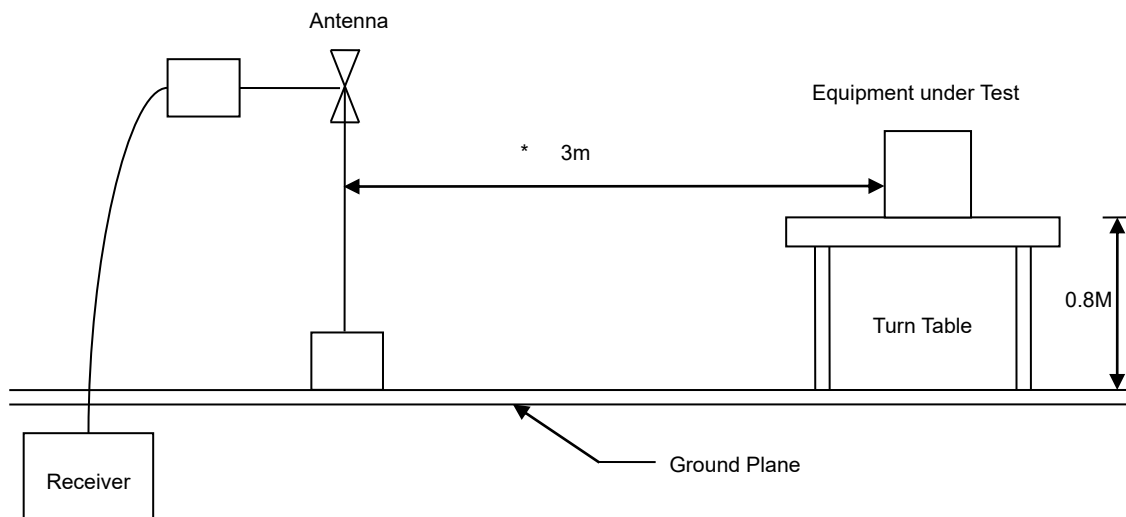 Antenna
Equipment under Test
* 3m
0.8M
Turn Table
Ground Plane
Receiver